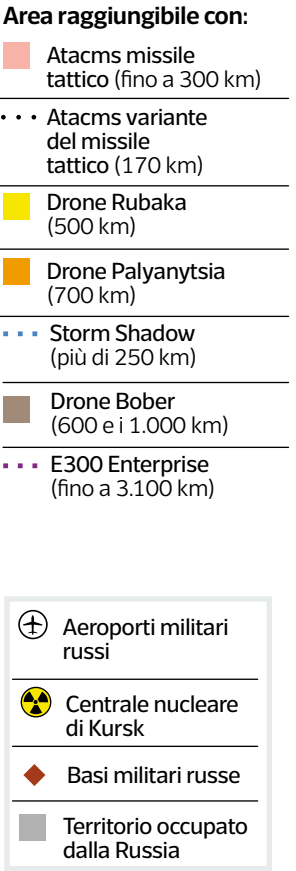 Area raggiungibile con:
Atacms missile
tattico (fino a 300 km)
Atacms variante
del missile
tattico (170 km)
Drone Rubaka
(500 km)
Drone Palyanytsia
(700 km)
Storm Shadow
(più di 250 km)
Drone Bober
(600 e i 1.000 km)
E300 Enterprise
(fino a 3.100 km)
Aeroporti militari
russi
Centrale nucleare
di Kursk
Basi militari russe
Territorio occupato
dalla Russia